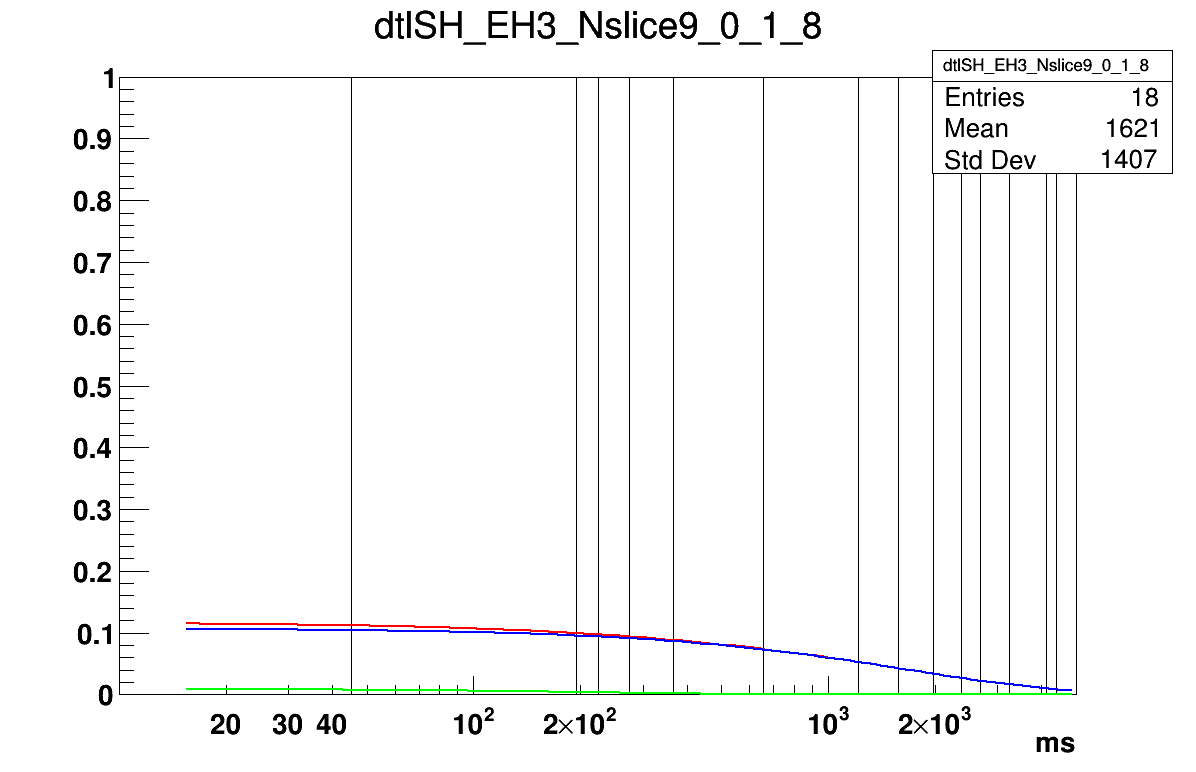 dtlSH_EH3_Nslice9_0_1_8
dtlSH_EH3_Nslice9_0_1_8
Entries 18
Mean 1621
Std Dev 1407
1
0.9
0.8
0.7
0.6
0.5
0.4
0.3
0.2
0.1
0
20 30 40 10² 2×10² 10³ 2×10³
ms